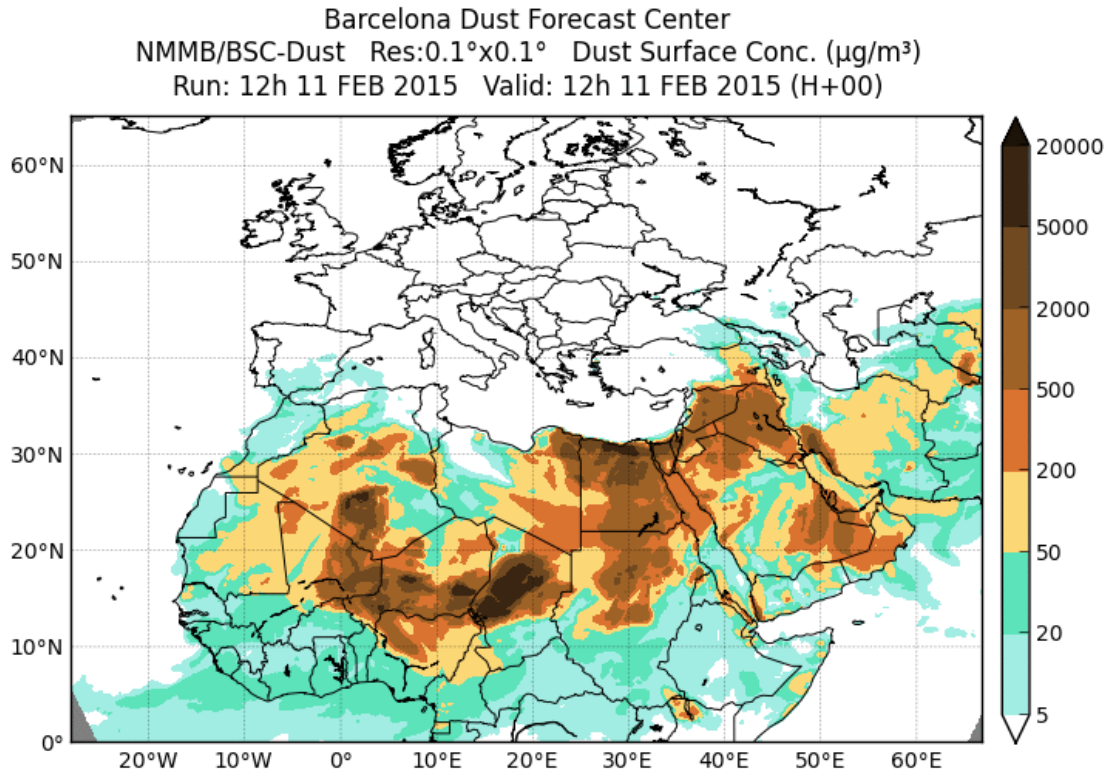 Barcelona Dust Forecast Center
NMMB/BSC-Dust Res:0.1°x0.1° Dust Surface Conc. (µg/m³)
Run: 12h 11 FEB 2015 Valid: 12h 11 FEB 2015 (H+00)
60°N
50°N
40°N
30°N
20°N
10°N
0°
20°W
10°W
0°
10°E
20°E
30°E
40°E
50°E
60°E
20000
5000
2000
500
200
50
20
5